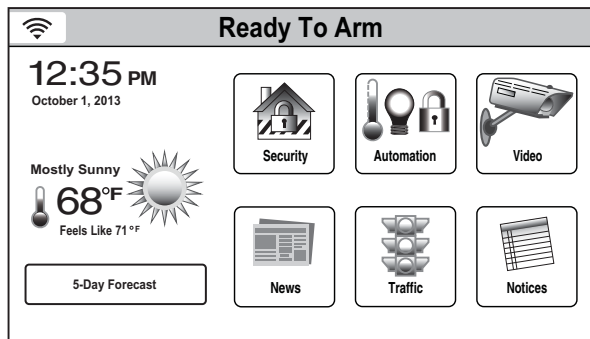 Ready To Arm
12:35 PM
October 1, 2013
Mostly Sunny
68°F
Feels Like 71°F
5-Day Forecast
Security
Automation
Video
News
Traffic
Notices